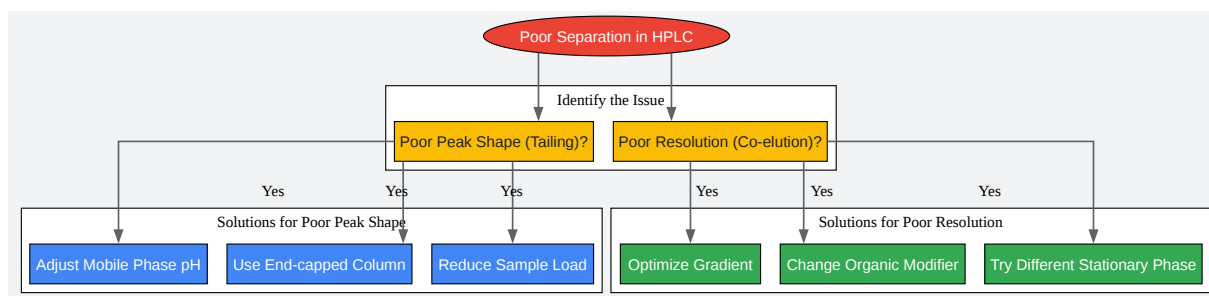 Poor Separation in HPLC
Identify the Issue
Poor Peak Shape (Tailing)?
Poor Resolution (Co-elution)?
Yes
Yes
Yes
Yes
Yes
Yes
Solutions for Poor Peak Shape
Solutions for Poor Resolution
Adjust Mobile Phase pH
Use End-capped Column
Reduce Sample Load
Optimize Gradient
Change Organic Modifier
Try Different Stationary Phase